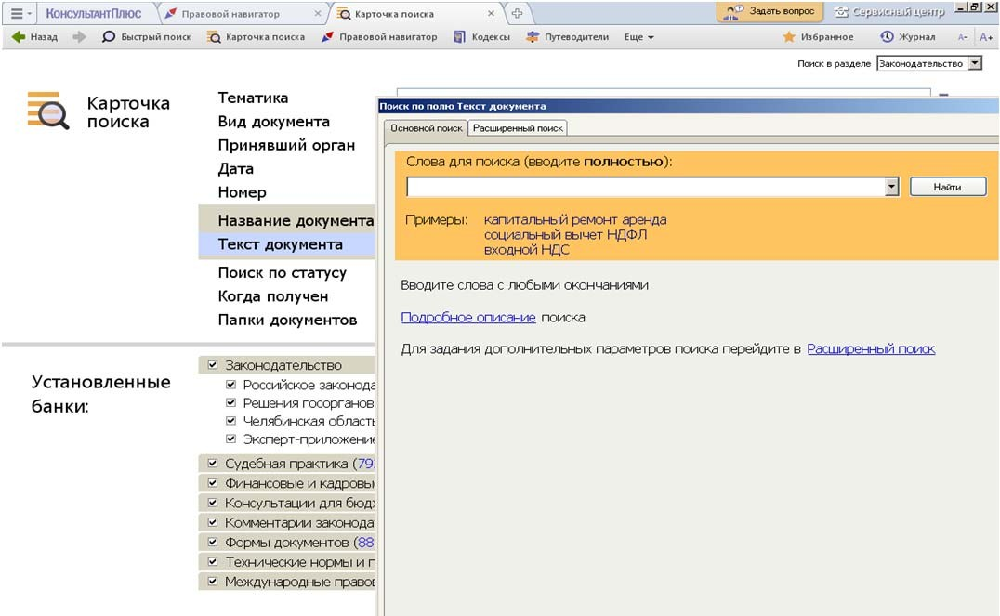 КОНСУЛЬТАНТПЛЮС Правовой навигатор Карточка поиска Задать вопрос Сервисный центр
Назад Быстрый поиск Карточка поиска Правовой навигатор Кодексы Путеводители Еще Избранное Журнал А- А+
Поиск в разделе Законодательство
Карточка поиска
Тематика
Вид документа
Принявший орган
Дата
Номер
Название документа
Текст документа
Поиск по статусу
Когда получен
Папки документов
Поиск по полю Текст документа
Основной поиск Расширенный поиск
Слова для поиска (вводите полностью):
Найти
Примеры: капитальный ремонт аренда
социальный вычет НДФЛ
входной НДС
Вводите слова с любыми окончаниями
Подробное описание поиска
Для задания дополнительных параметров поиска перейдите в Расширенный поиск
Установленные
банки:
Законодательство
Российское законода
Решения госорганов
Челябинская область
Эксперт-приложение
Судебная практика (792
Финансовые и кадровы
Консультации для бюдж
Комментарии законода
Формы документов (88
Технические нормы и п
Международные правов